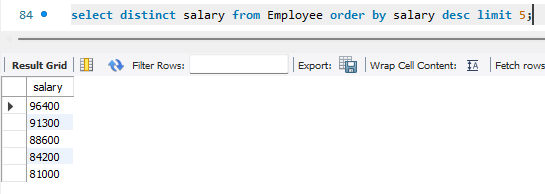 84 select distinct salary from Employee order by salary desc limit 5;
Result Grid Filter Rows: Export: Wrap Cell Content: Fetch rows
salary
96400
91300
88600
84200
81000